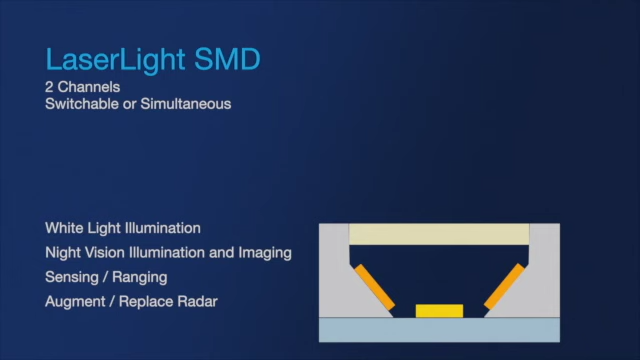 LaserLight SMD
2 Channels
Switchable or Simultaneous
White Light Illumination
Night Vision Illumination and Imaging
Sensing / Ranging
Augment / Replace Radar